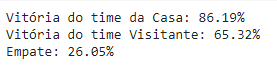 Vitória do time da Casa: 86.19%
Vitória do time Visitante: 65.32%
Empate: 26.05%